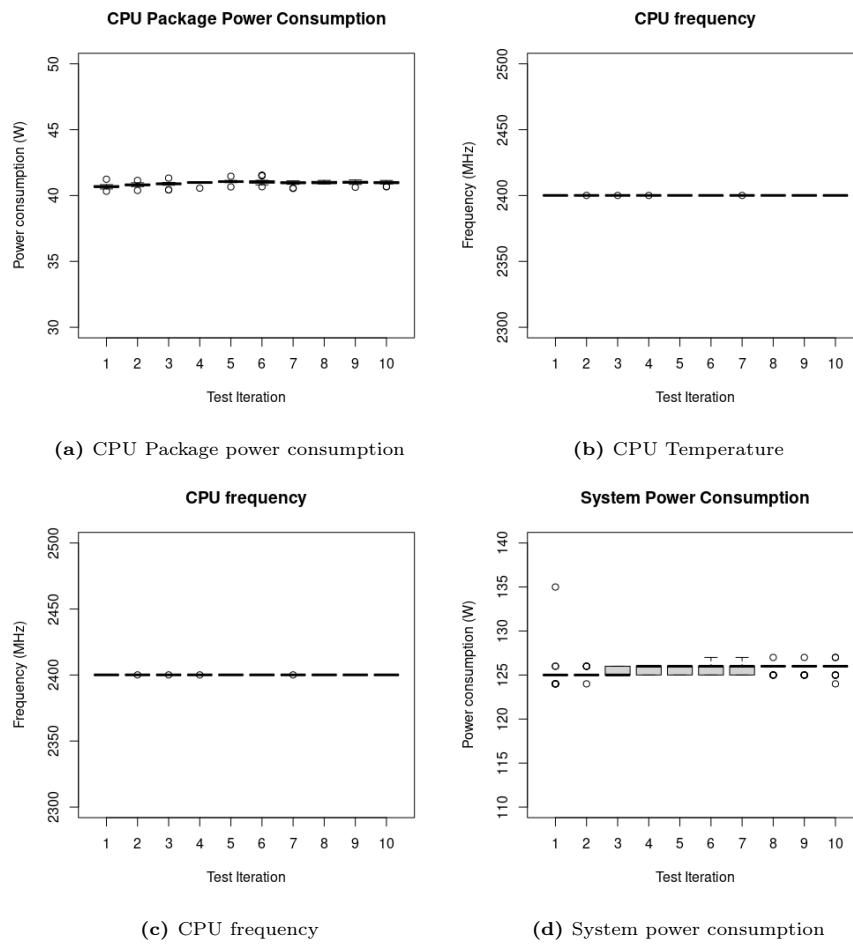 CPU Package Power Consumption
Power consumption (W)
50
45
40
35
30
1 2 3 4 5 6 7 8 9 10
Test Iteration
(a) CPU Package power consumption
CPU frequency
Frequency (MHz)
2500
2450
2400
2350
2300
1 2 3 4 5 6 7 8 9 10
Test Iteration
(b) CPU Temperature
CPU frequency
Frequency (MHz)
2500
2450
2400
2350
2300
1 2 3 4 5 6 7 8 9 10
Test Iteration
(c) CPU frequency
System Power Consumption
Power consumption (W)
140
135
130
125
120
115
110
1 2 3 4 5 6 7 8 9 10
Test Iteration
(d) System power consumption